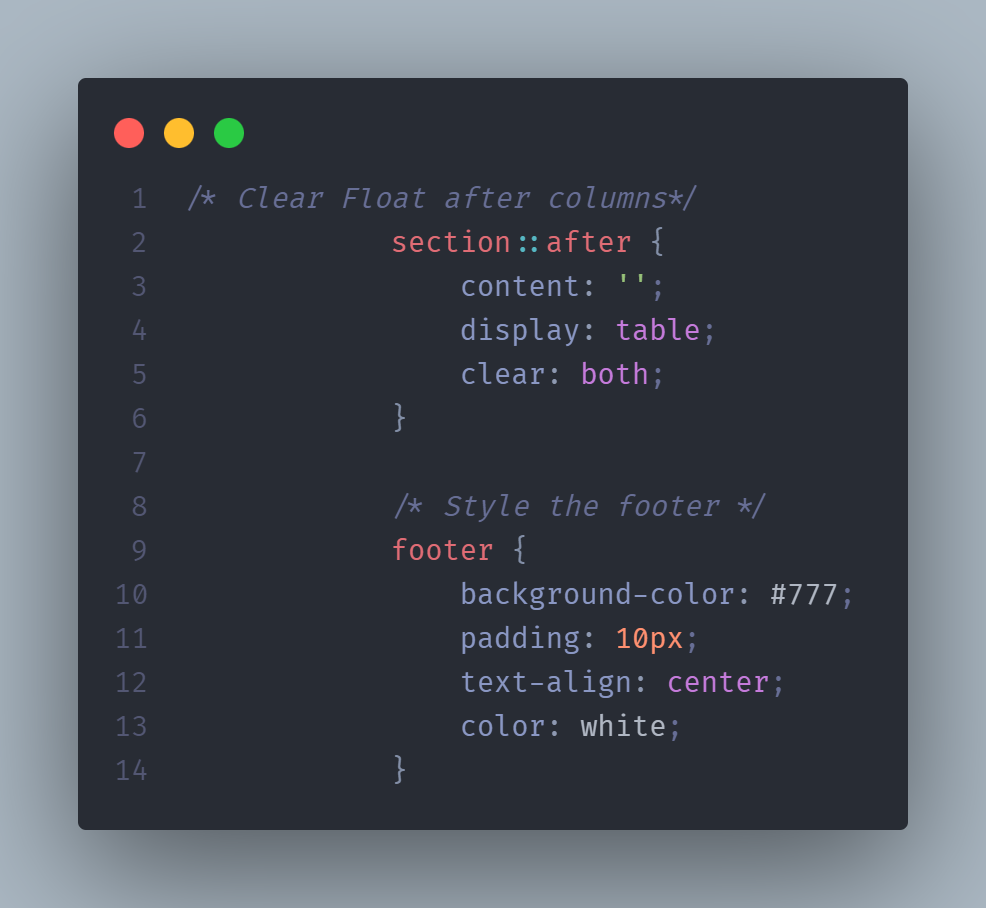 1 /* Clear Float after columns*/
2 section::after {
3 content: '';
4 display: table;
5 clear: both;
6 }
7
8 /* Style the footer */
9 footer {
10 background-color: #777;
11 padding: 10px;
12 text-align: center;
13 color: white;
14 }